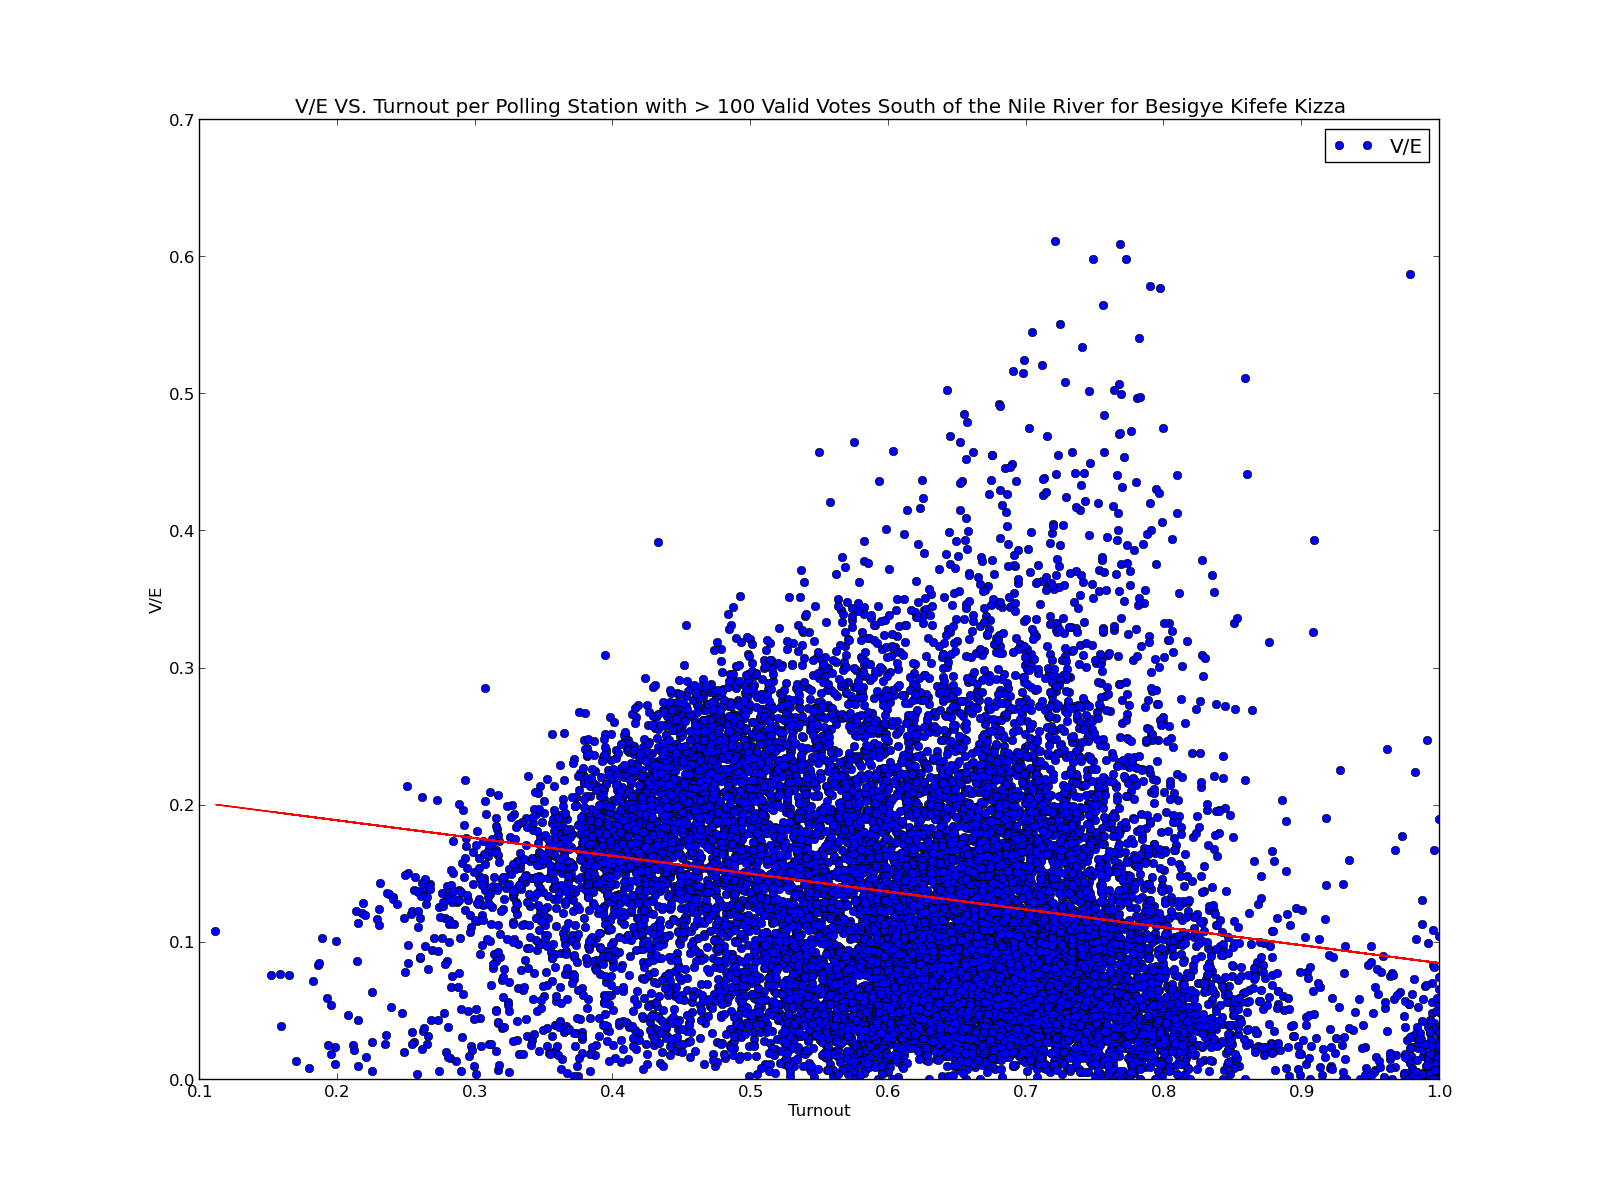 V/E VS. Turnout per Polling Station with > 100 Valid Votes South of the Nile River for Besigye Kifefe Kizza
0.7
V/E
0.6
0.5
0.4
V/E
0.3
0.2
0.1
0.0
0.1 0.2 0.3 0.4 0.5 0.6 0.7 0.8 0.9 1.0
Turnout